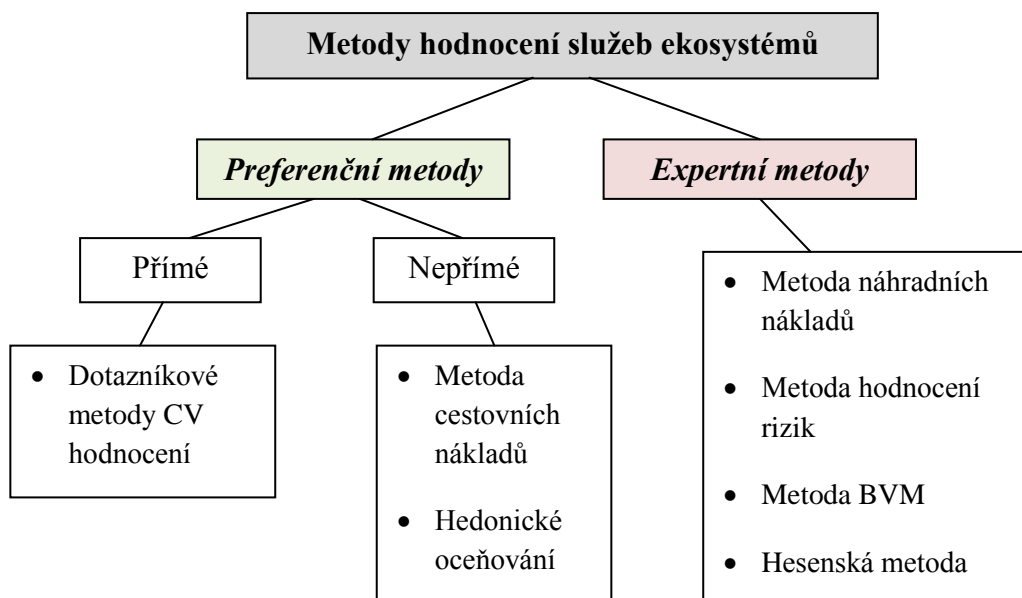 Metody hodnocení služeb ekosystémů
Preferenční metody
Expertní metody
Přímé
Nepřímé
• Dotazníkové
metody CV
hodnocení
• Metoda
cestovních
nákladů
• Hedonické
oceňování
• Metoda náhradních
nákladů
• Metoda hodnocení
rizik
• Metoda BVM
• Hesenská metoda